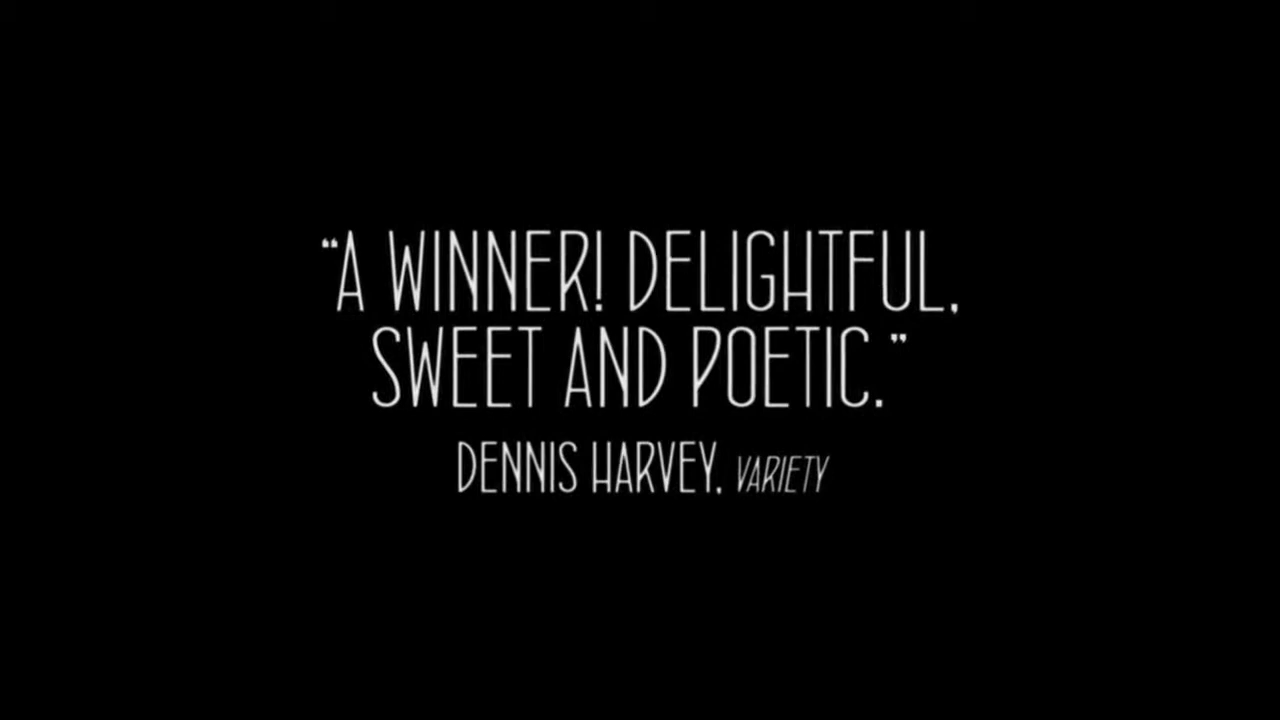 “A WINNER! DELIGHTFUL,
SWEET AND POETIC.”
DENNIS HARVEY, VARIETY